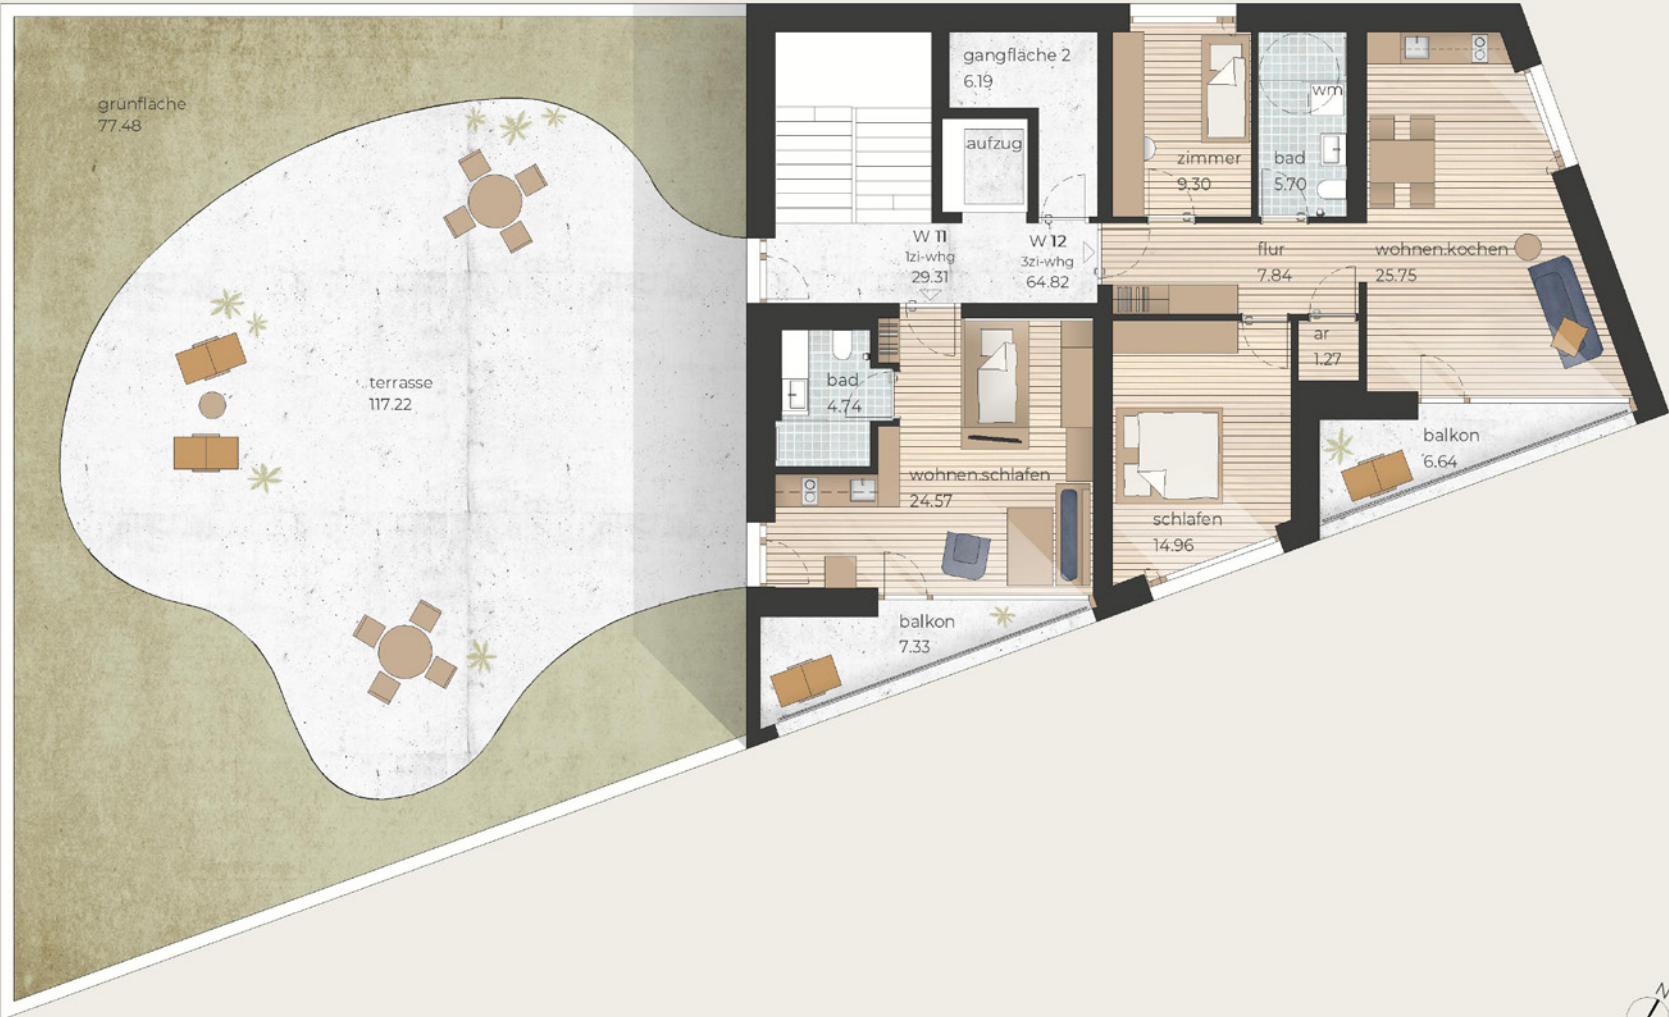 grünfläche
77.48
gangfläche 2
6.19
aufzug
wm
zimmer
9.30
bad
5.70
W 11
1zi-whg
29.31
W 12
3zi-whg
64.82
flur
7.84
wohnen.kochen
25.75
ar
1.27
terrasse
117.22
bad
4.74
wohnen.schlafen
24.57
balkon
6.64
schlafen
14.96
balkon
7.33
N